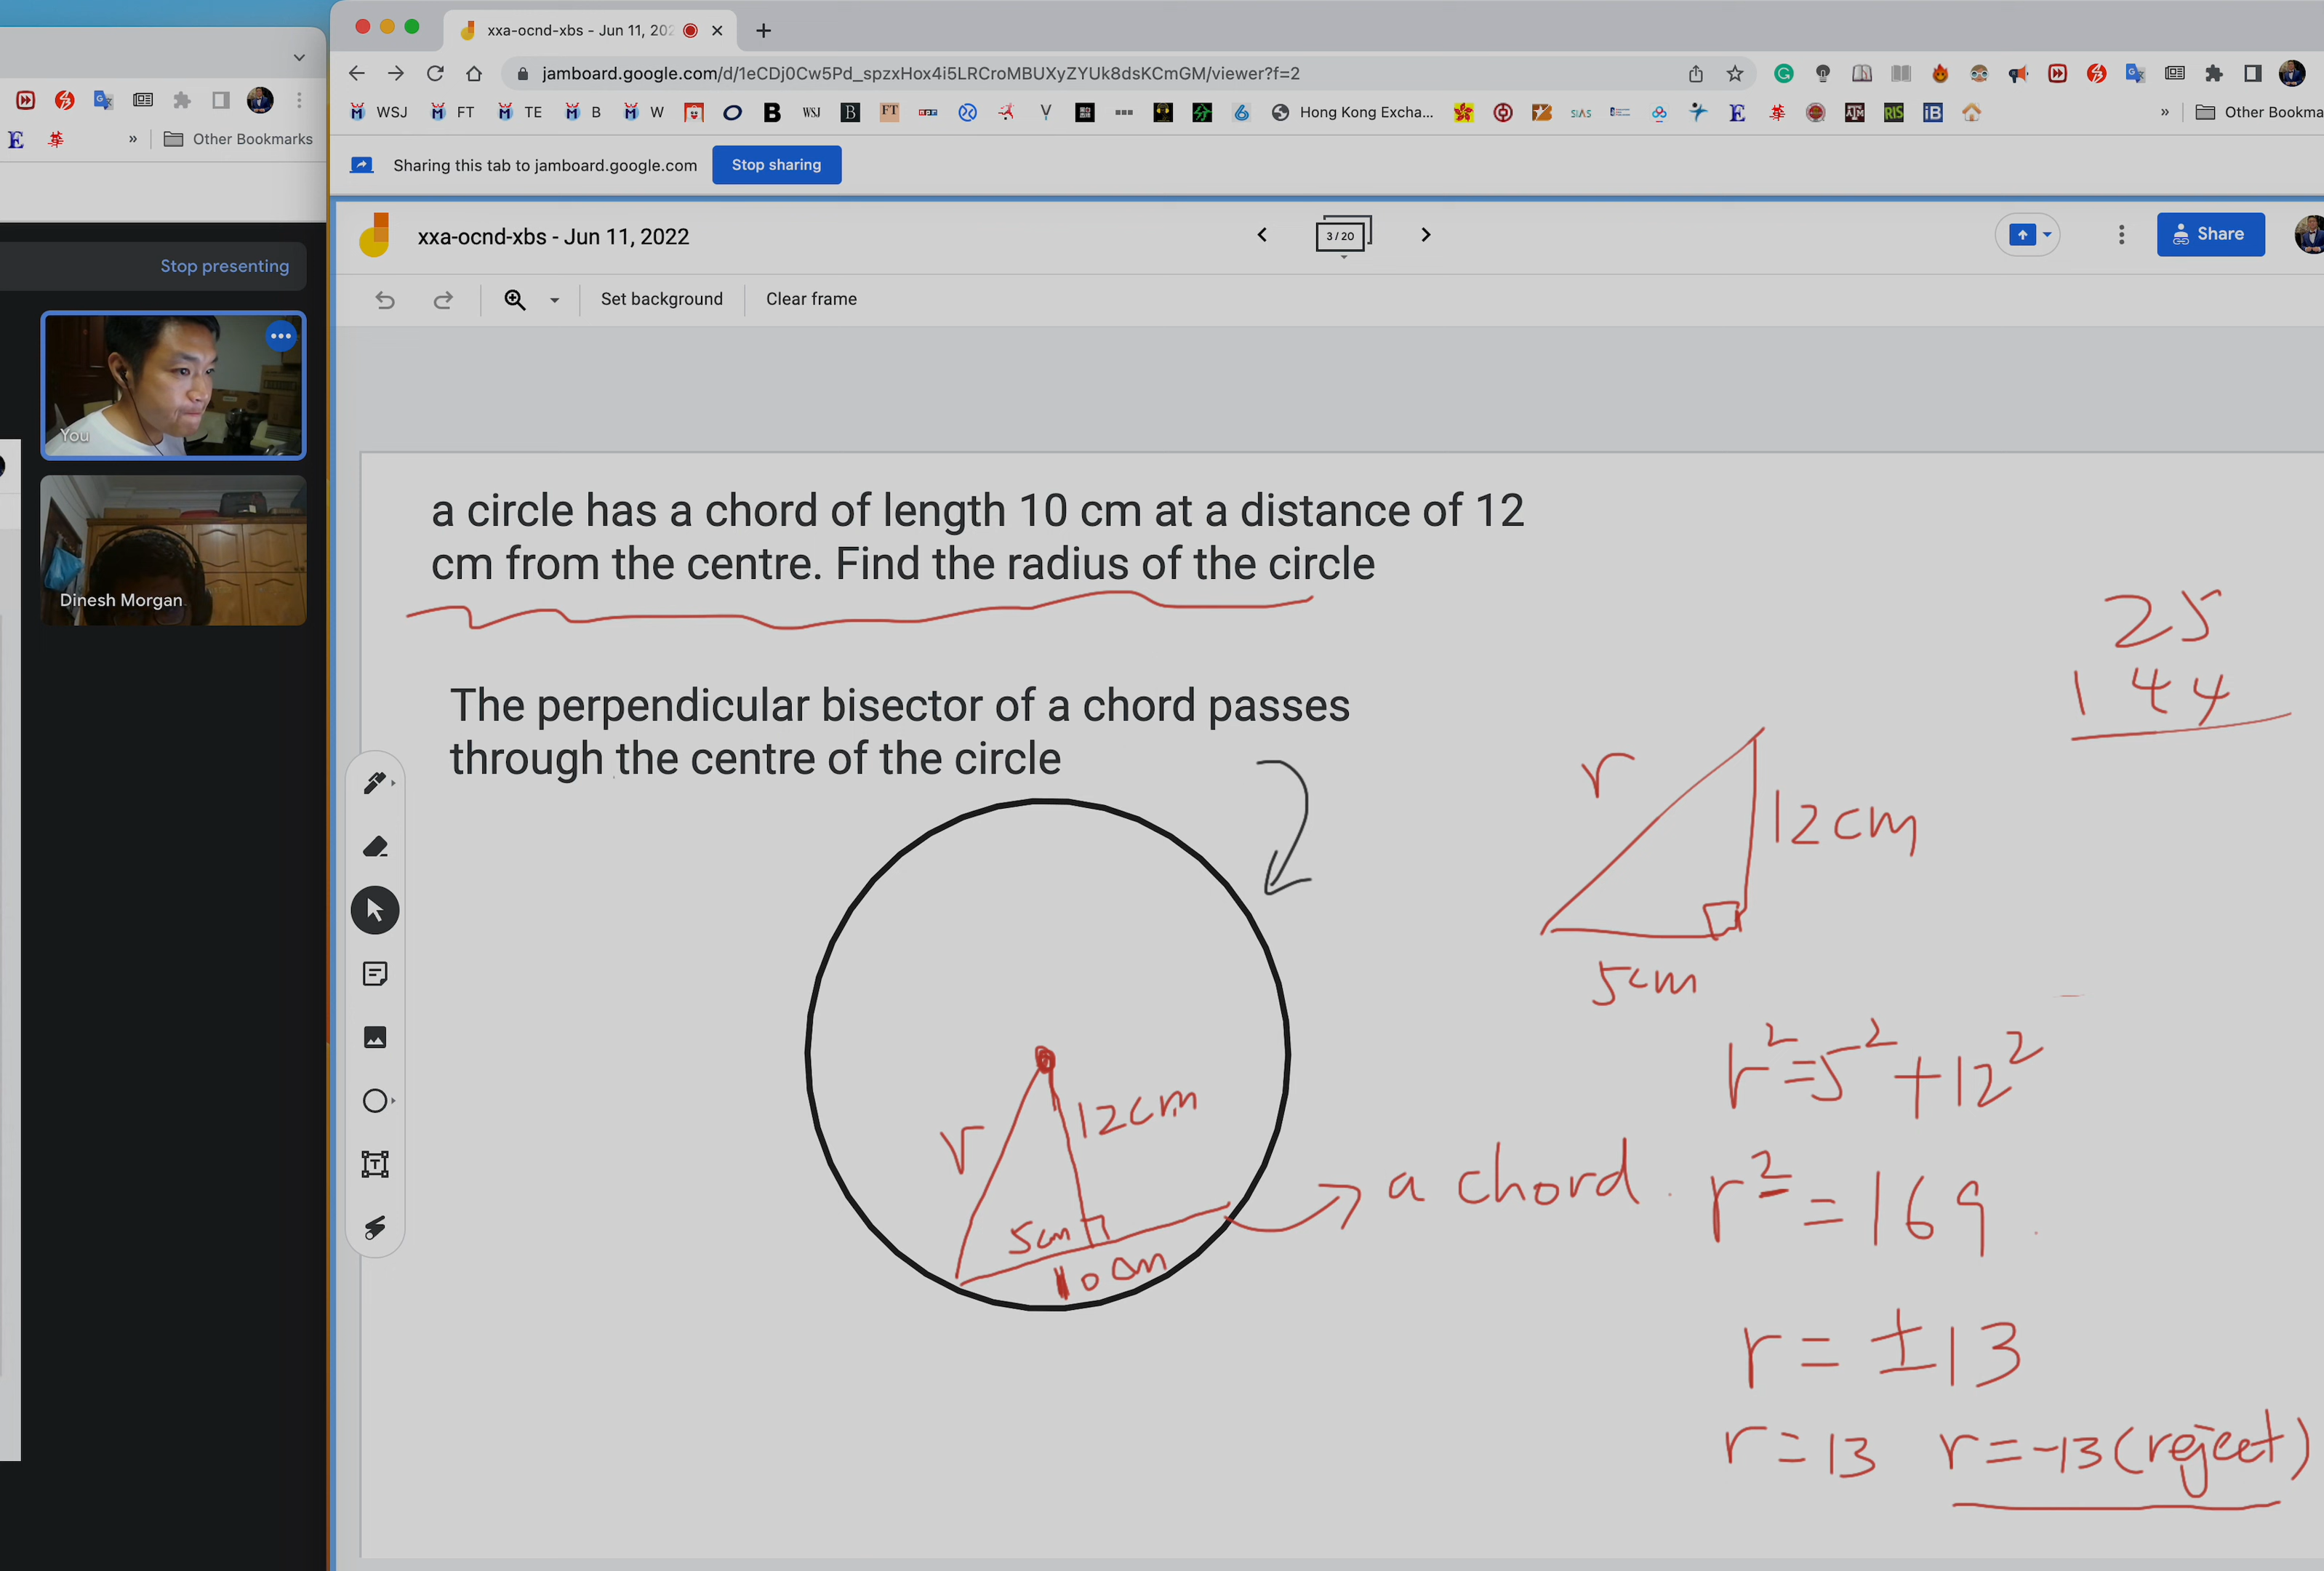 xxa-ocnd-xbs - Jun 11, 202
jamboard.google.com/d/1eCDj0Cw5Pd_spzxHox4i5LRCroMBUXyZYUk8dsKCmGM/viewer?f=2
WSJ FT TE B W Hong Kong Excha... Other Bookma
Other Bookmarks
Sharing this tab to jamboard.google.com Stop sharing
xxa-ocnd-xbs - Jun 11, 2022
3 / 20
Share
Stop presenting
Set background Clear frame
You
Dinesh Morgan
a circle has a chord of length 10 cm at a distance of 12
cm from the centre. Find the radius of the circle
25
144
The perpendicular bisector of a chord passes
through the centre of the circle
r
12cm
5cm
r
12cm
5cm
10cm
a chord.
r²=5²+12²
r²=169
r=±13
r=13 r=-13(reject)